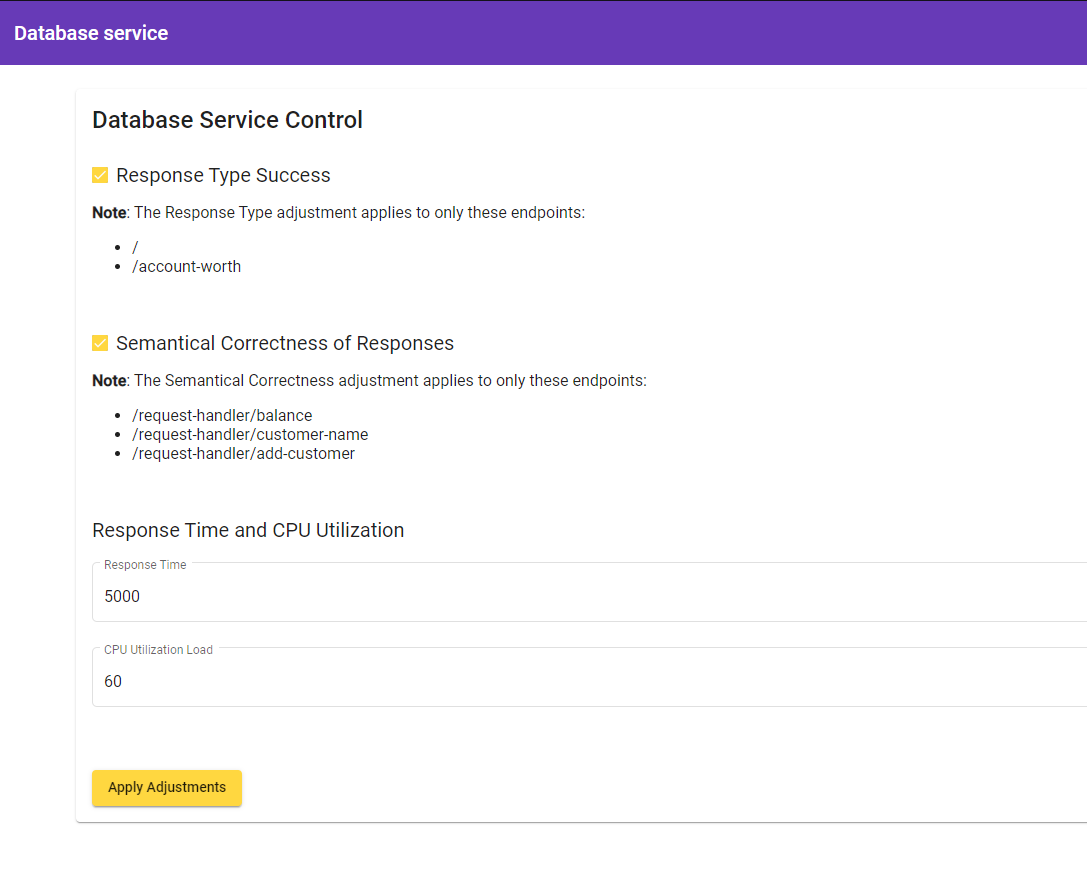 Database service
Database Service Control
Response Type Success
Note: The Response Type adjustment applies to only these endpoints:
/
/account-worth
Semantical Correctness of Responses
Note: The Semantical Correctness adjustment applies to only these endpoints:
/request-handler/balance
/request-handler/customer-name
/request-handler/add-customer
Response Time and CPU Utilization
Response Time
5000
CPU Utilization Load
60
Apply Adjustments